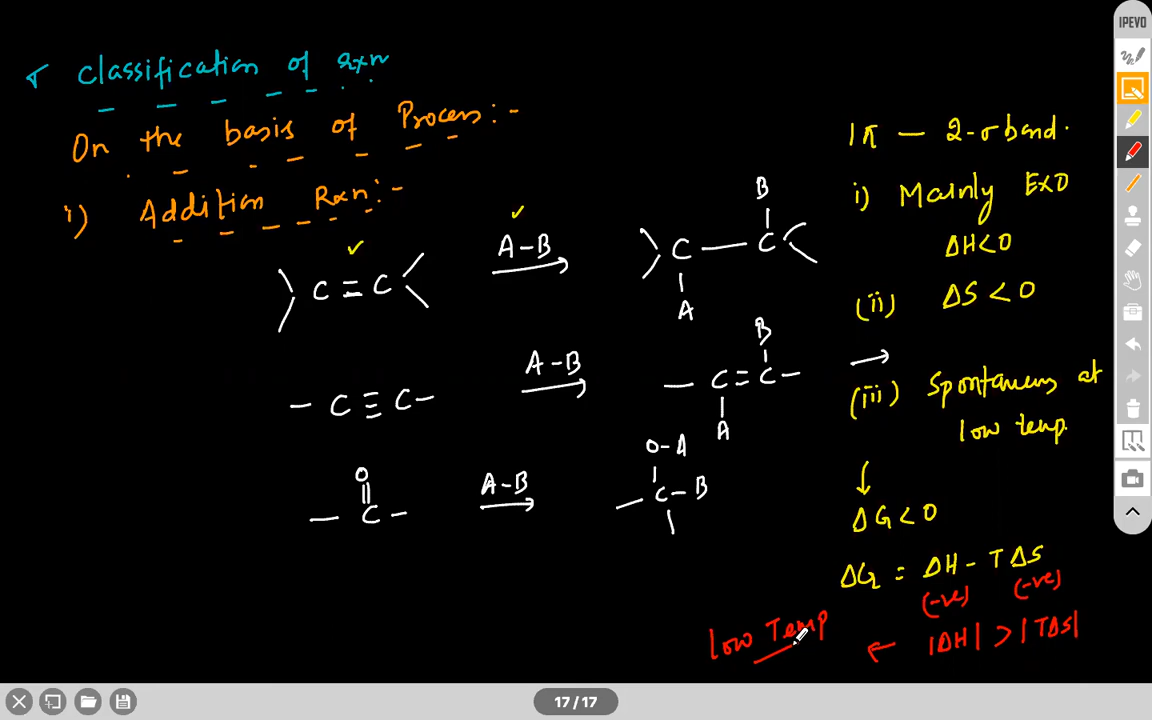 Classification of rxn
On the basis of Process:-
i) Addition Rxn:-
C=C
A-B
B
C—C
A
-C≡C-
A-B
B
-C=C-
A
O
-C-
A-B
O-A
-C-B
1π — 2-σ bond.
i) Mainly EXO
ΔH<0
(ii) ΔS<0
(iii) Spontaneous at
low temp.
↓
ΔG<0
ΔG = ΔH-TΔS
(-ve) (-ve)
low Temp ← |ΔH|>|TΔS|
IPEVO
17/17